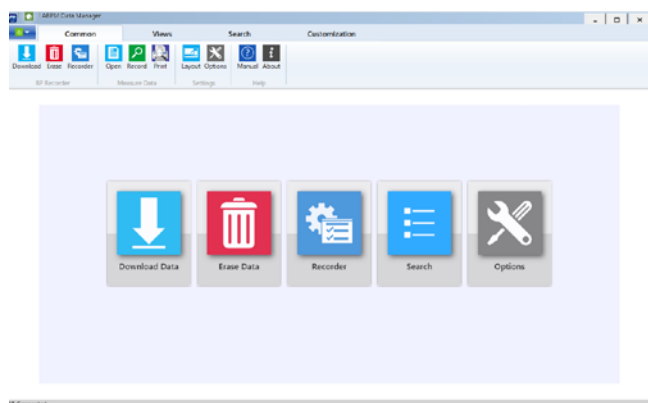 ABPM Data Manager
Common Views Search Customization
Download Erase Recorder Open Record Print Layout Options Manual About
BP Recorder Measure Data Settings Help
Download Data Erase Data Recorder Search Options